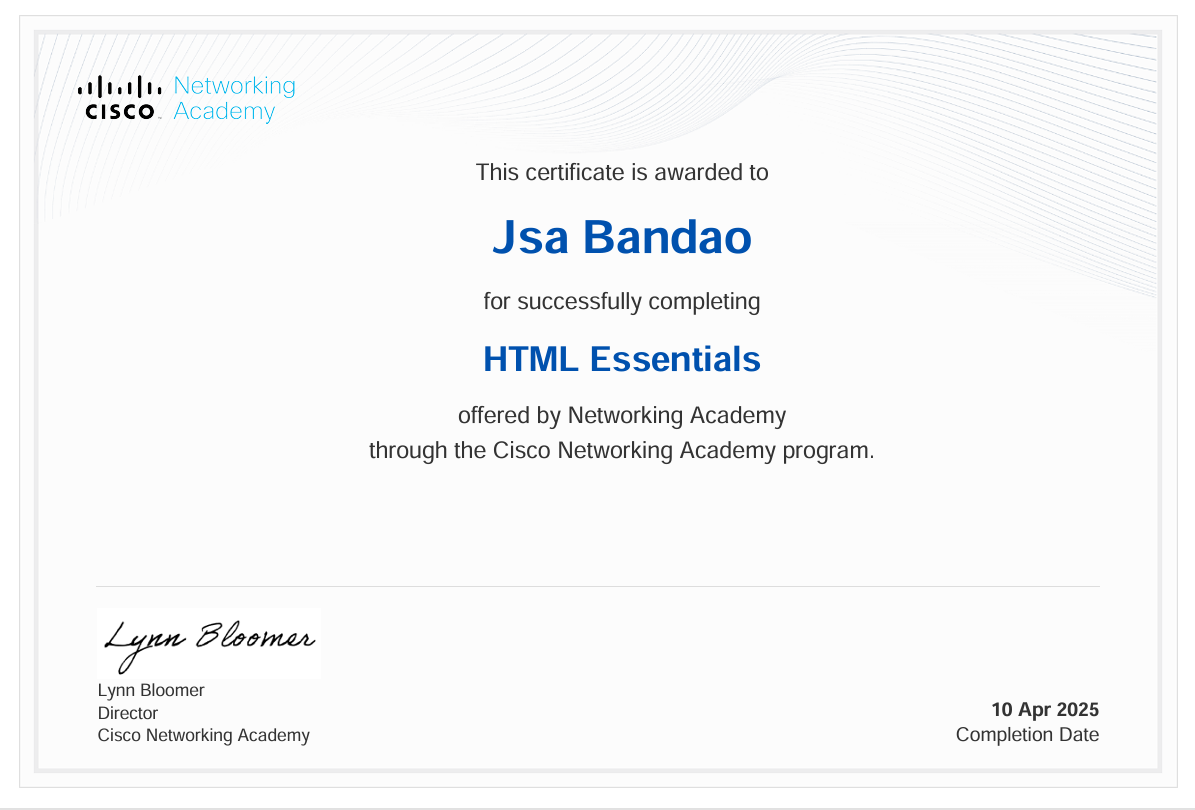 Networking
CISCO Academy
This certificate is awarded to
Jsa Bandao
for successfully completing
HTML Essentials
offered by Networking Academy
through the Cisco Networking Academy program.
Lynn Bloomer
Lynn Bloomer
Director
Cisco Networking Academy
10 Apr 2025
Completion Date